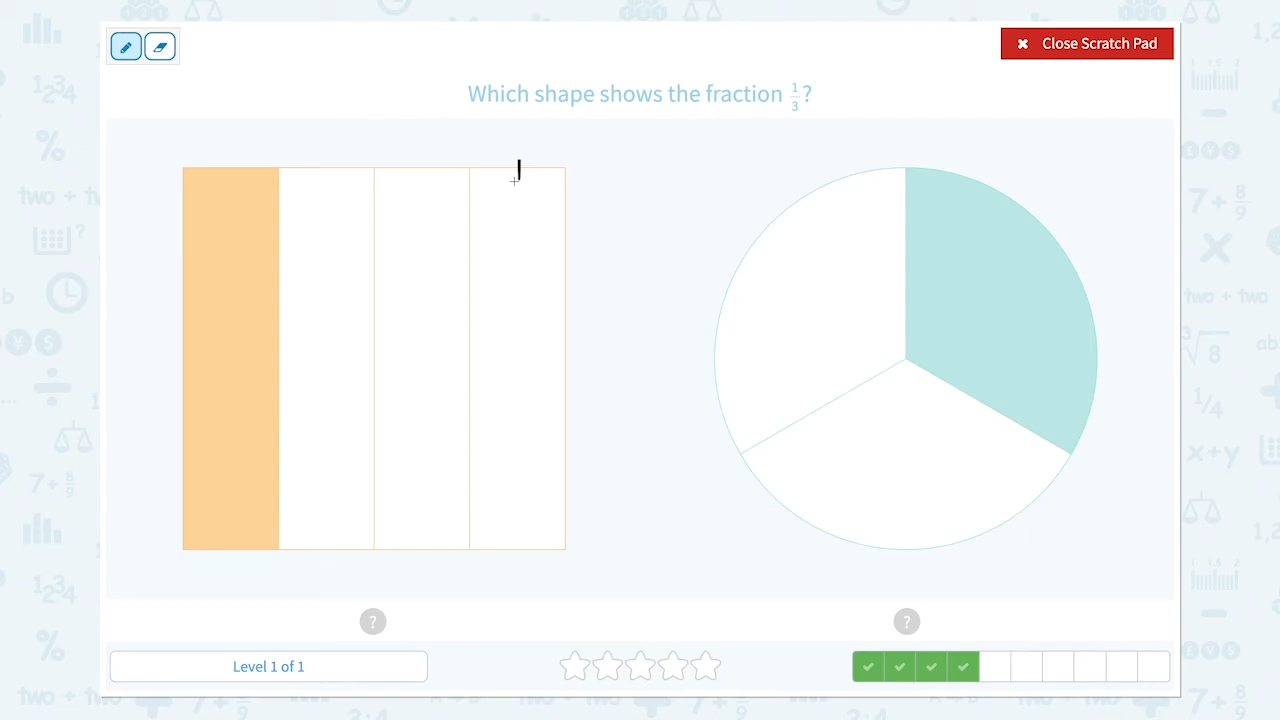 Close Scratch Pad
Which shape shows the fraction 1/3?
?
?
Level 1 of 1